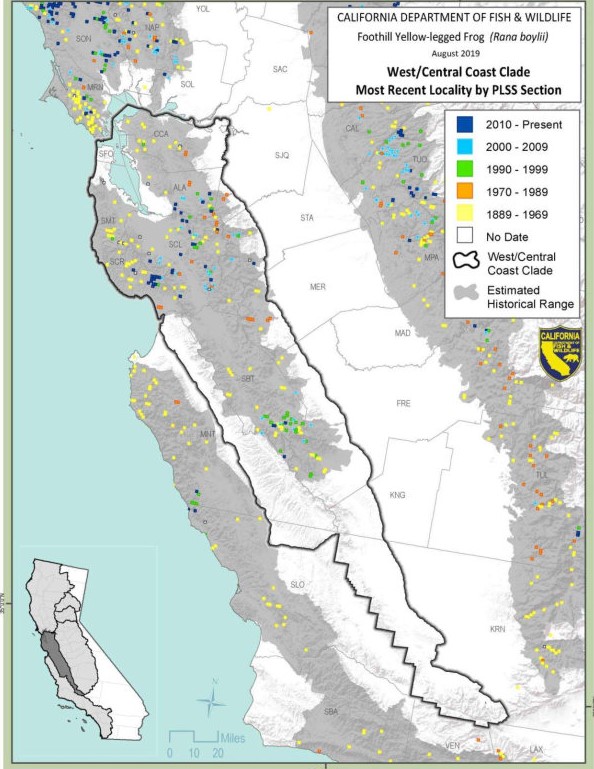 CALIFORNIA DEPARTMENT OF FISH & WILDLIFE
Foothill Yellow-legged Frog (Rana boylii)
August 2019
West/Central Coast Clade
Most Recent Locality by PLSS Section
2010 - Present
2000 - 2009
1990 - 1999
1970 - 1989
1889 - 1969
No Date
West/Central
Coast Clade
Estimated
Historical Range
CALIFORNIA
FISH &
WILDLIFE
YOL
NAP
SON
SAC
SOL
MRN
CAL
CCA
TUO
SFO
SJQ
ALA
STA
SMT
SCL
MPA
SCR
MER
MAD
SBT
FRE
MNT
TUL
KNG
SLO
KRN
SBA
VEN
LAX
N
Miles
0 10 20